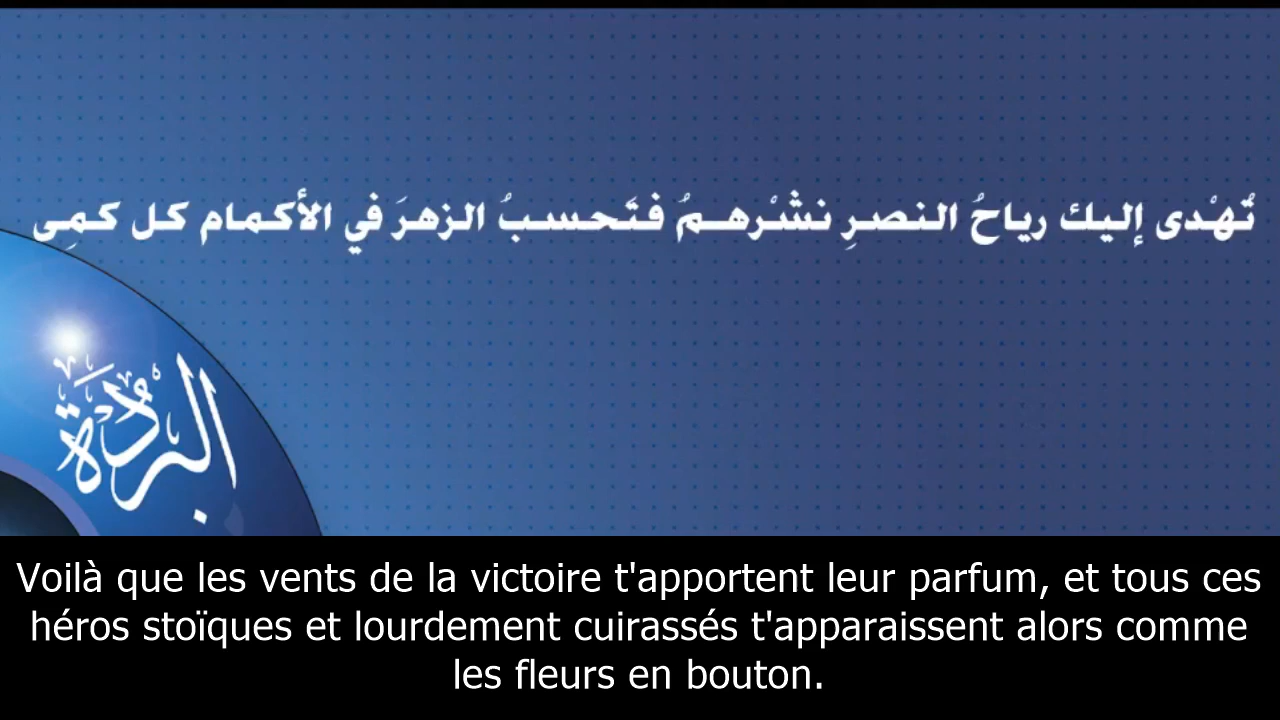 تُهْدى إليك رياحُ النصرِ نشْرهمُ فتَحسبُ الزهرَ في الأكمام كل كمِى
البُردَة
Voilà que les vents de la victoire t'apportent leur parfum, et tous ces
héros stoïques et lourdement cuirassés t'apparaissent alors comme
les fleurs en bouton.